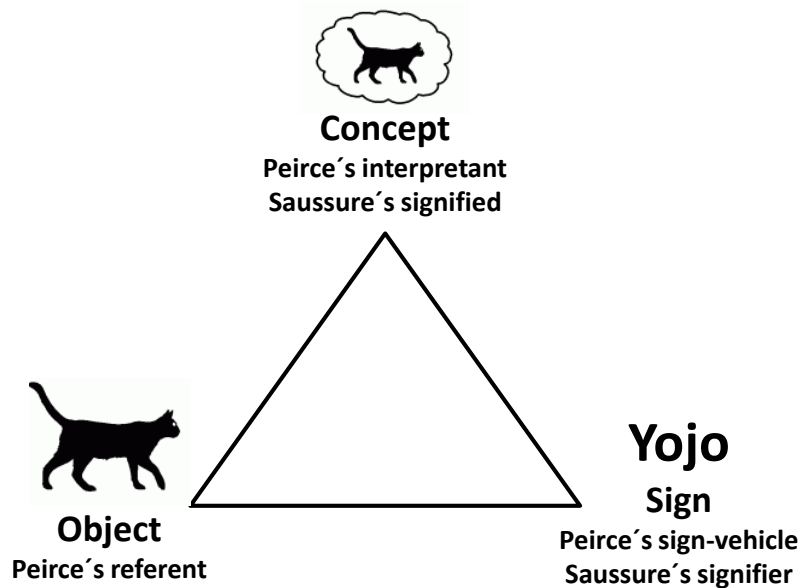 Concept
Peirce´s interpretant
Saussure´s signified
Yojo
Sign
Peirce´s sign-vehicle
Saussure´s signifier
Object
Peirce´s referent